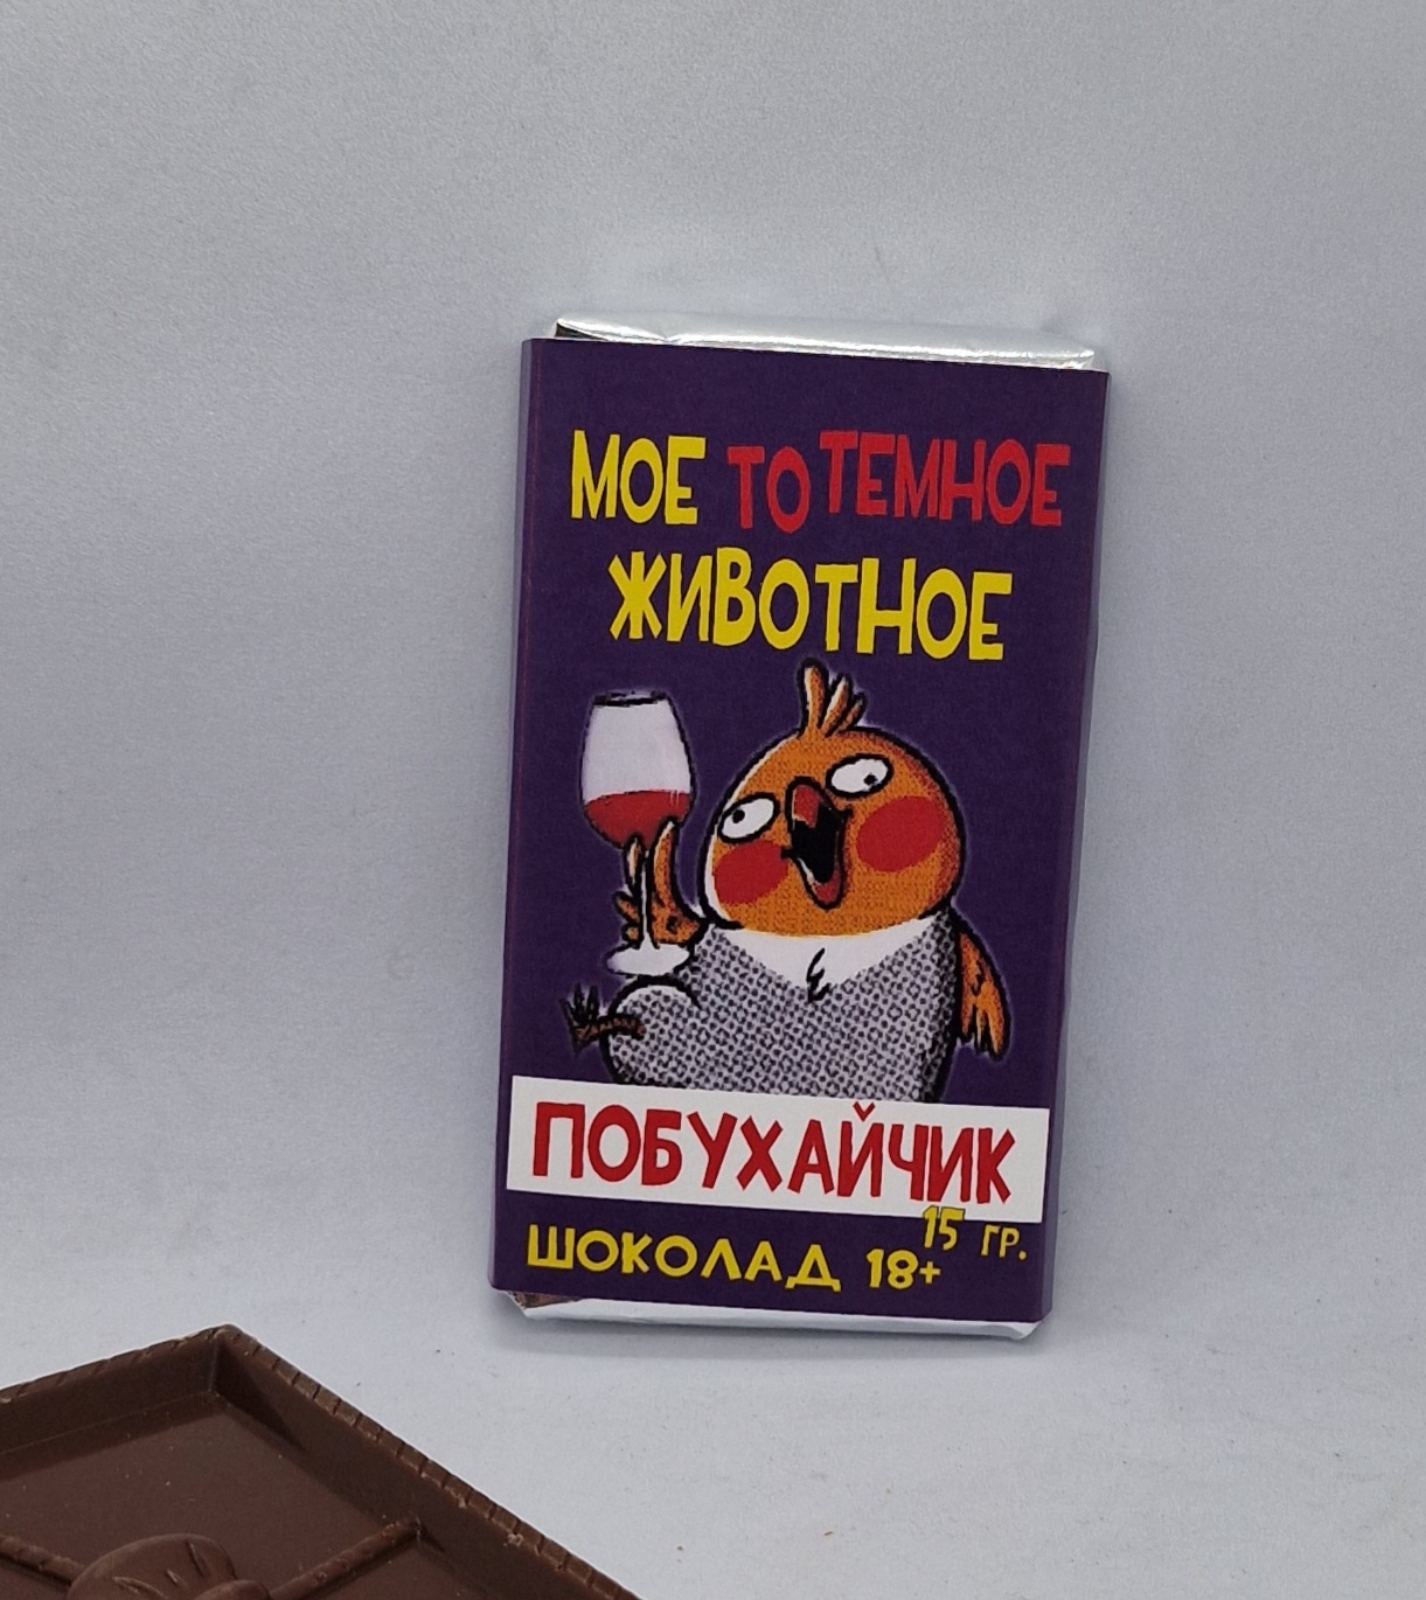 МОЕ ТОТЕМНОЕ
ЖИВОТНОЕ
ПОБУХАЙЧИК
15 ГР.
ШОКОЛАД 18+